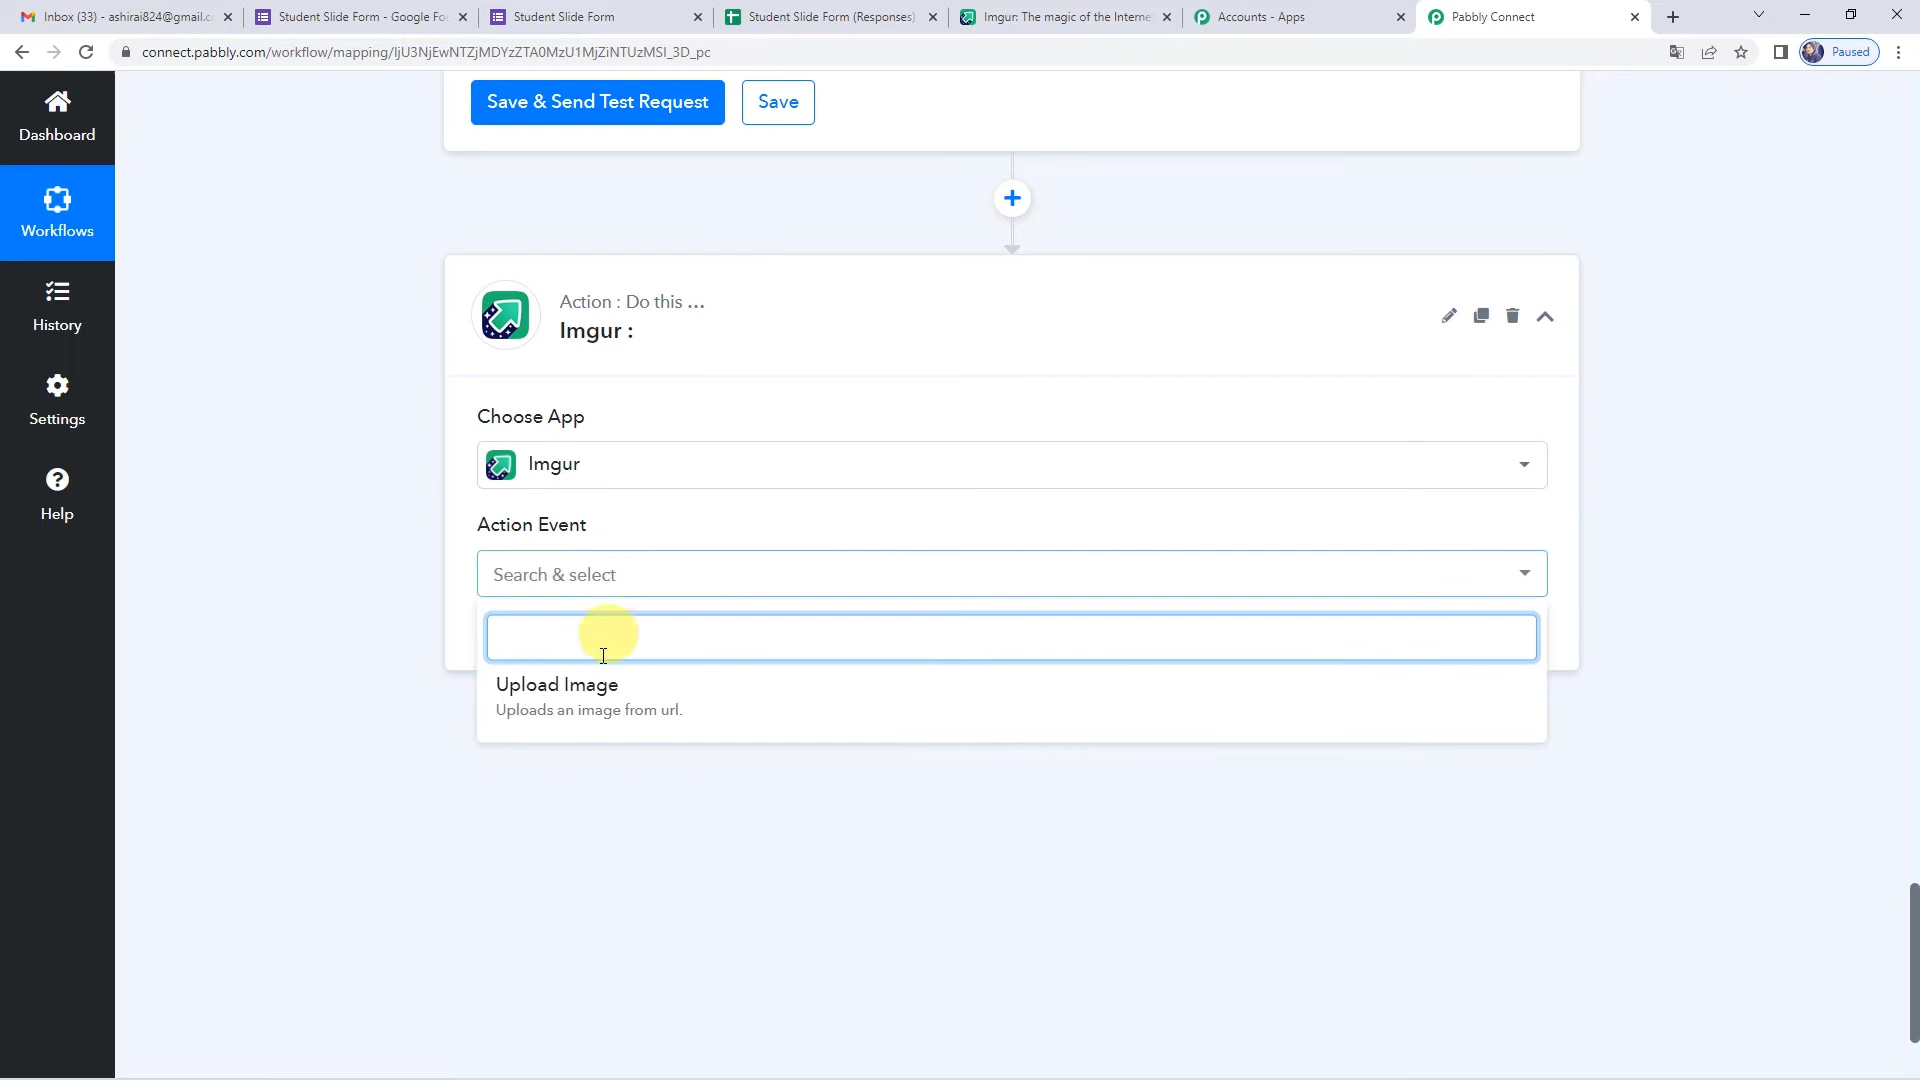 Inbox (33) - ashirai824@gmail.c
Student Slide Form - Google Fo
Student Slide Form
Student Slide Form (Responses)
Imgur: The magic of the Interne
Accounts - Apps
Pabbly Connect
connect.pabbly.com/workflow/mapping/IjU3NjEwNTZjMDYzZTA0MzU1MjZiNTUzMSI_3D_pc
Paused
Dashboard
Workflows
History
Settings
Help
Save & Send Test Request
Save
Action : Do this ...
Imgur :
Choose App
Imgur
Action Event
Search & select
Upload Image
Uploads an image from url.